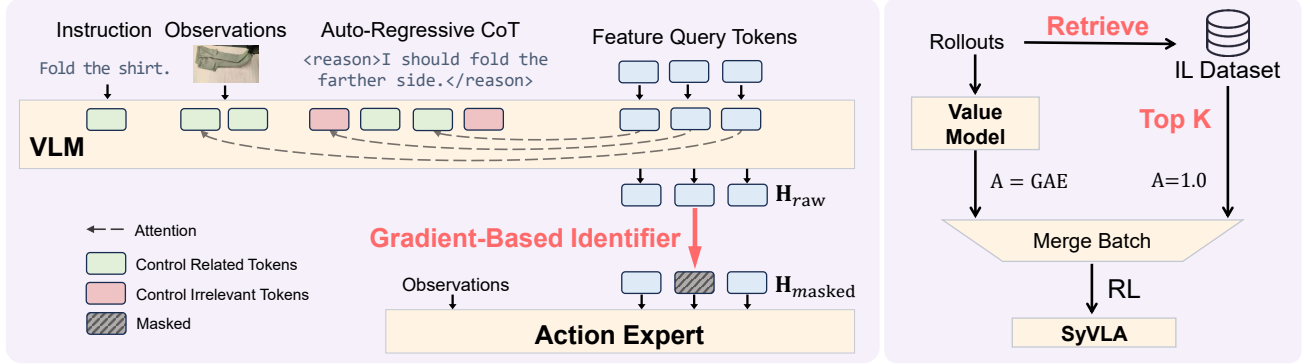 Instruction
Observations
Auto-Regressive CoT
Feature Query Tokens
Fold the shirt.
<reason>I should fold the
farther side.</reason>
VLM
H_raw
Gradient-Based Identifier
Attention
Control Related Tokens
Control Irrelevant Tokens
Masked
Observations
H_masked
Action Expert
Rollouts
Retrieve
IL Dataset
Value
Model
Top K
A = GAE
A=1.0
Merge Batch
RL
SyVLA